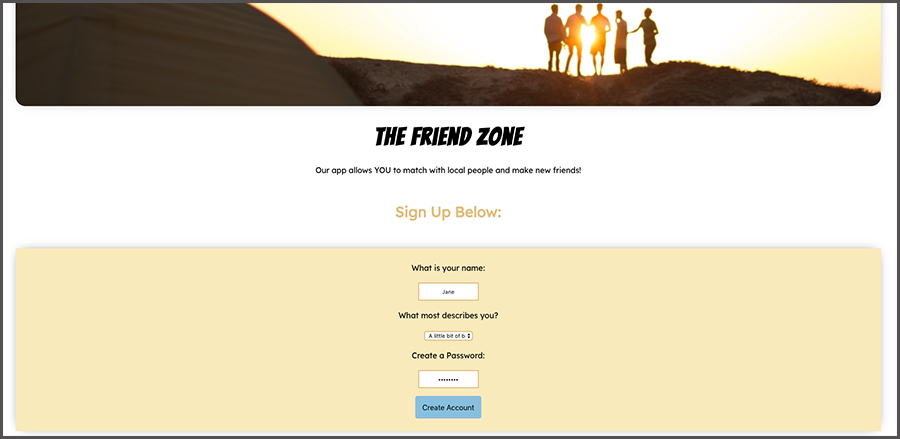 THE FRIEND ZONE
Our app allows YOU to match with local people and make new friends!
Sign Up Below:
What is your name:
Jane
What most describes you?
A little bit of b
Create a Password:
••••••••
Create Account